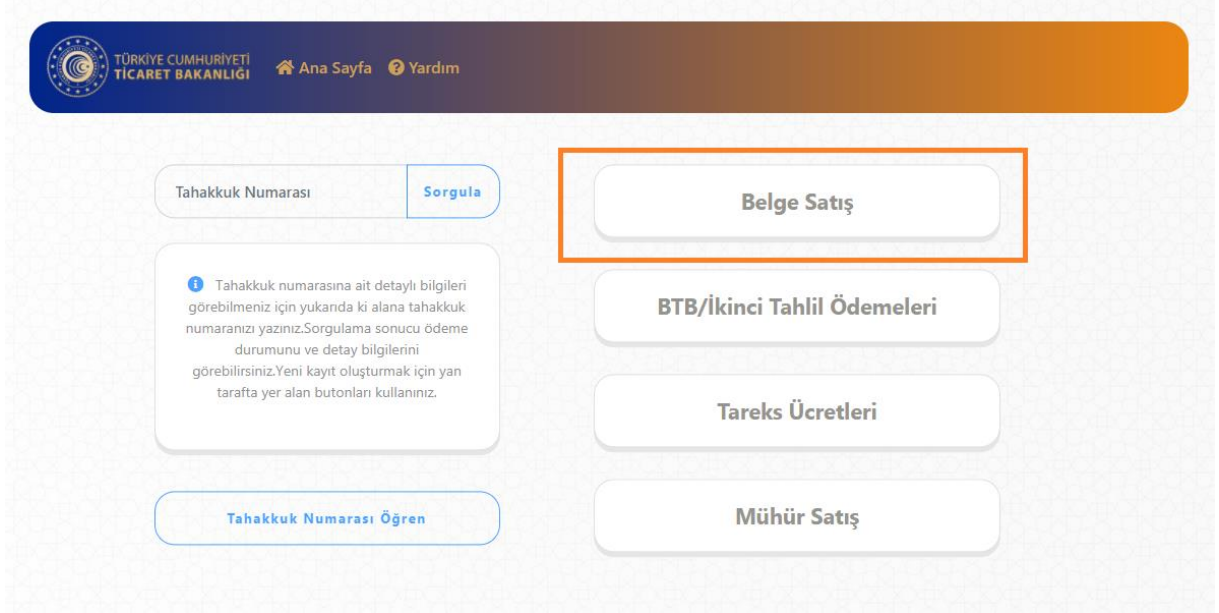 TÜRKİYE CUMHURİYETİ
TİCARET BAKANLIĞI
Ana Sayfa
Yardım
Tahakkuk Numarası
Sorgula
Tahakkuk numarasına ait detaylı bilgileri
görebilmeniz için yukarıda ki alana tahakkuk
numaranızı yazınız.Sorgulama sonucu ödeme
durumunu ve detay bilgilerini
görebilirsiniz.Yeni kayıt oluşturmak için yan
tarafta yer alan butonları kullanınız.
Tahakkuk Numarası Öğren
Belge Satış
BTB/İkinci Tahlil Ödemeleri
Tareks Ücretleri
Mühür Satış